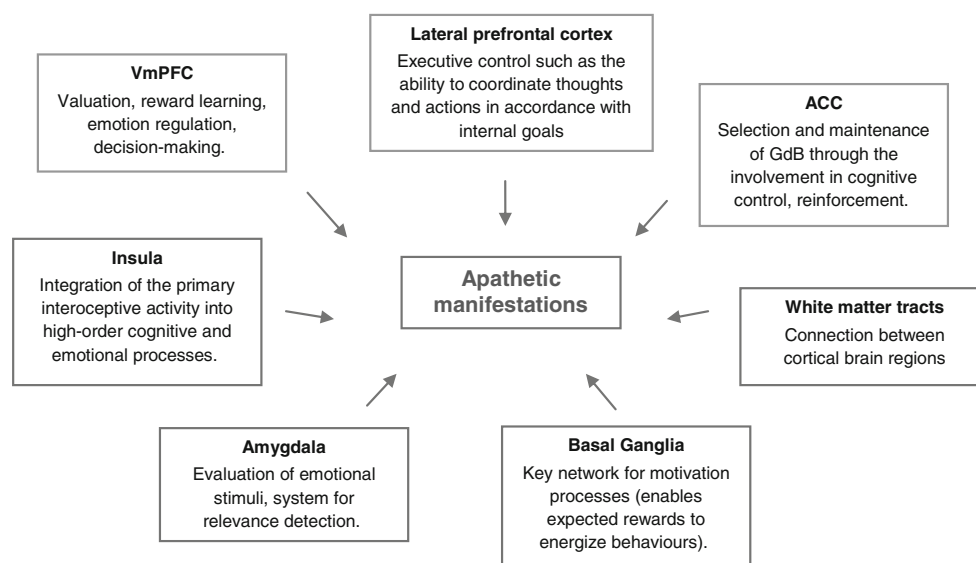 Lateral prefrontal cortex
Executive control such as the
ability to coordinate thoughts
and actions in accordance with
internal goals
VmPFC
Valuation, reward learning,
emotion regulation,
decision-making.
ACC
Selection and maintenance
of GdB through the
involvement in cognitive
control, reinforcement.
Insula
Integration of the primary
interoceptive activity into
high-order cognitive and
emotional processes.
Apathetic
manifestations
White matter tracts
Connection between
cortical brain regions
Amygdala
Evaluation of emotional
stimuli, system for
relevance detection.
Basal Ganglia
Key network for motivation
processes (enables
expected rewards to
energize behaviours).